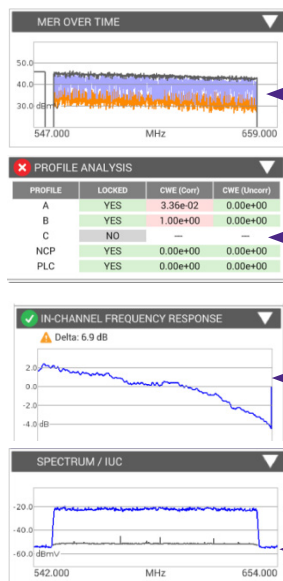 MER OVER TIME
50.0
40.0
30.0 dBmV
547.000 MHz 659.000
PROFILE ANALYSIS
PROFILE LOCKED CWE (Corr) CWE (Uncorr)
A YES 3.36e-02 0.00e+00
B YES 1.00e+00 0.00e+00
C NO — —
NCP YES 0.00e+00 0.00e+00
PLC YES 0.00e+00 0.00e+00
IN-CHANNEL FREQUENCY RESPONSE
Delta: 6.9 dB
2.0
0.0
-2.0
-4.0 dB
SPECTRUM / IUC
-20.0
-40.0
-60.0 dBmV
542.000 MHz 654.000